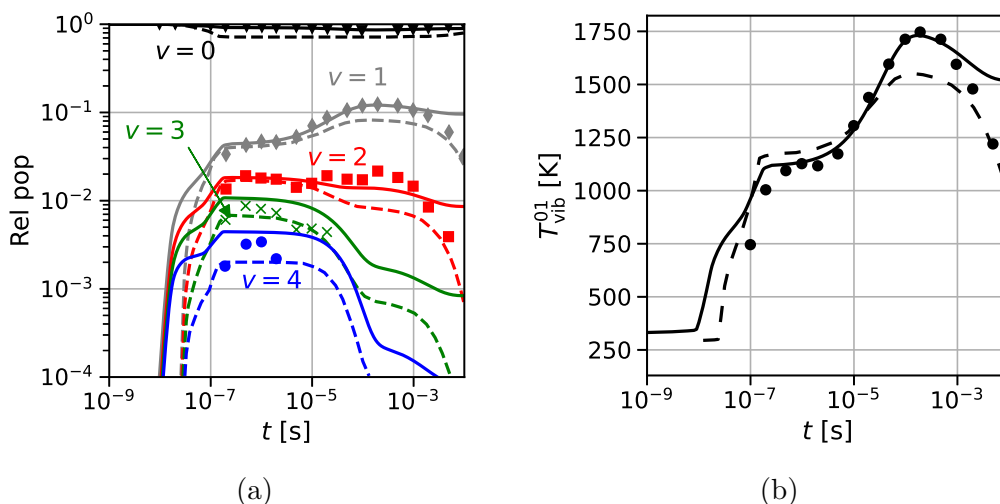 10^0
10^{-1}
10^{-2}
10^{-3}
10^{-4}
Rel pop
v = 0
v = 1
v = 3
v = 2
v = 4
10^{-9}
10^{-7}
10^{-5}
10^{-3}
t [s]
(a)
1750
1500
1250
1000
750
500
250
T_{vib}^{01} [K]
10^{-9}
10^{-7}
10^{-5}
10^{-3}
t [s]
(b)